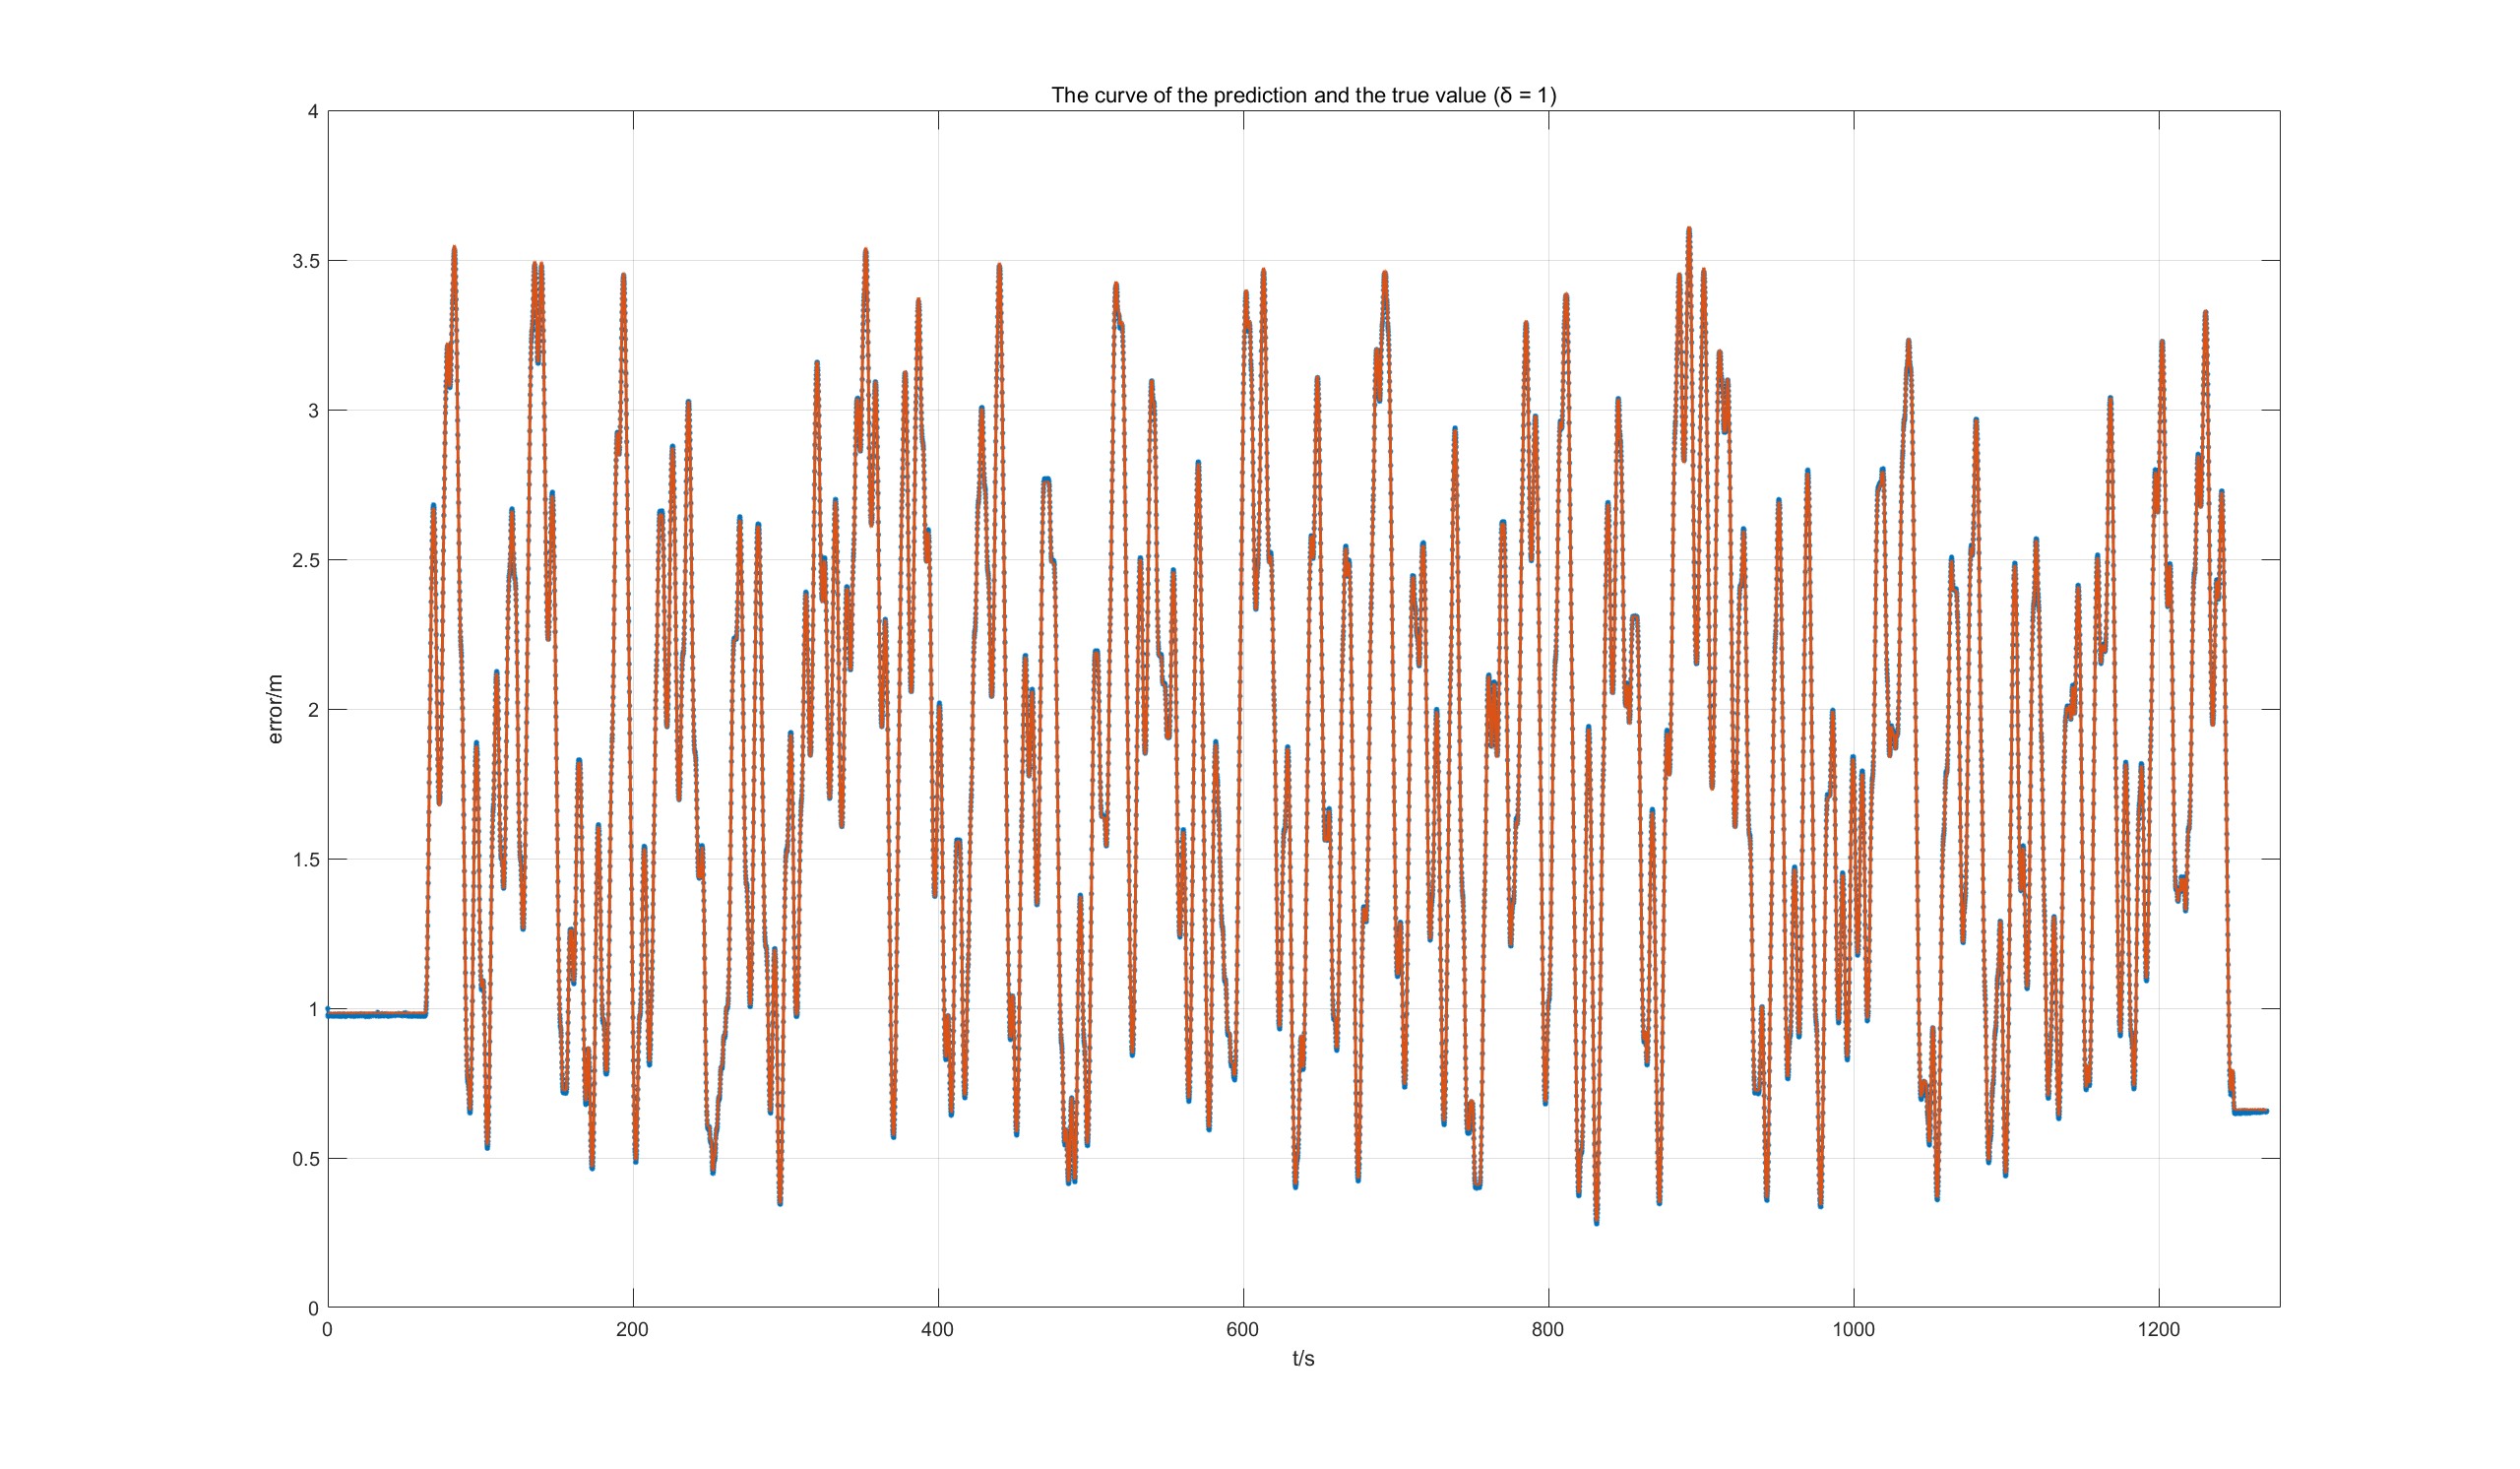 The curve of the prediction and the true value (δ = 1)
4
3.5
3
2.5
2
1.5
1
0.5
0
error/m
0 200 400 600 800 1000 1200
t/s